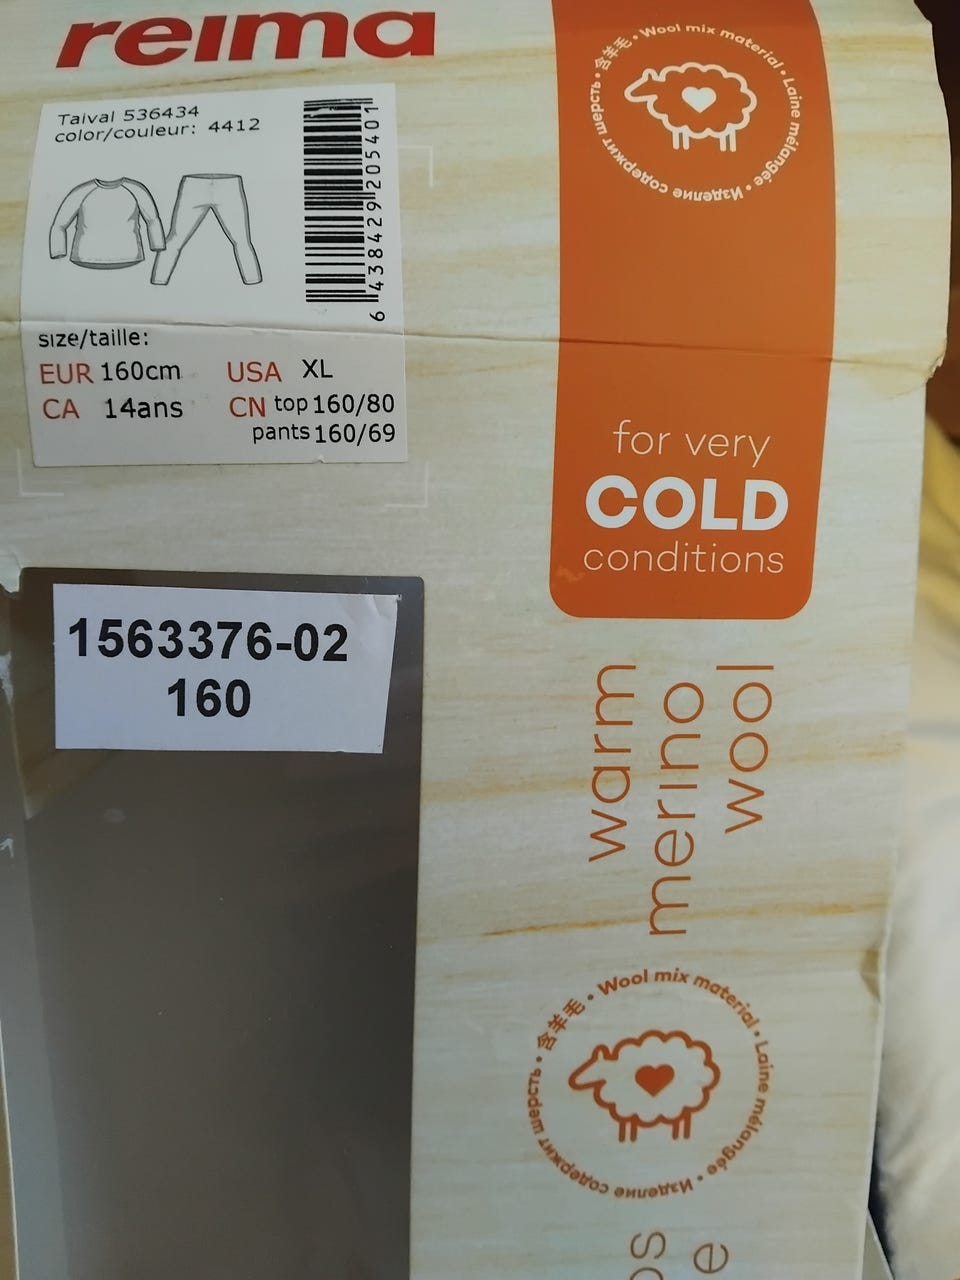 reima
Taival 536434
color/couleur: 4412
6 438429 205401
size/taille:
EUR 160cm USA XL
CA 14ans CN top 160/80
pants 160/69
Wool mix material • Laine mélangée • Изделие содержит шерсть • 含羊毛 •
for very
COLD
conditions
1563376-02
160
warm
merino
wool
Wool mix material • Laine mélangée • Изделие содержит шерсть • 含羊毛 •